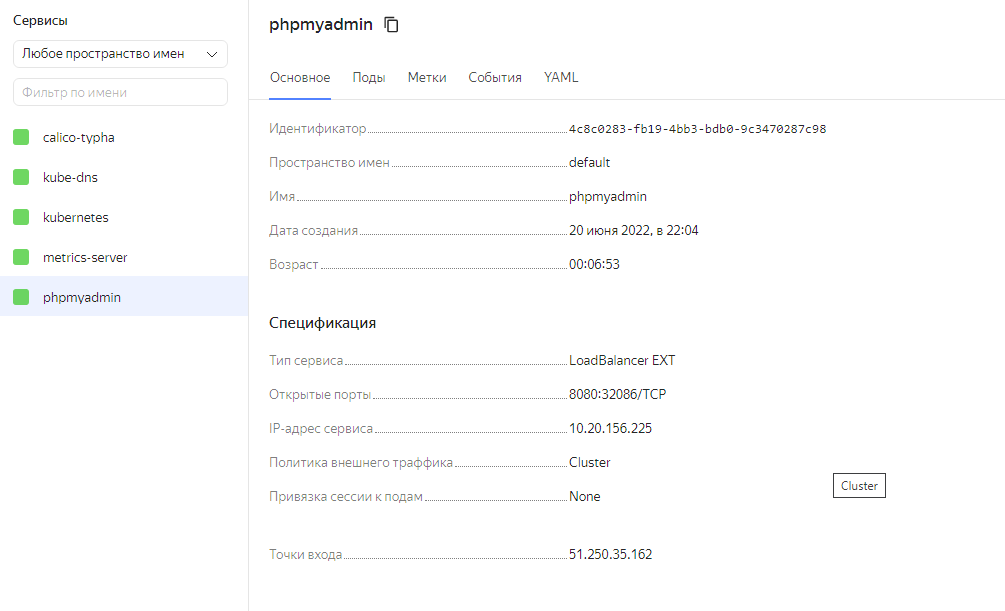 Сервисы
Любое пространство имен
Фильтр по имени
calico-typha
kube-dns
kubernetes
metrics-server
phpmyadmin
phpmyadmin
Основное Поды Метки События YAML
Идентификатор 4c8c0283-fb19-4bb3-bdb0-9c3470287c98
Пространство имен default
Имя phpmyadmin
Дата создания 20 июня 2022, в 22:04
Возраст 00:06:53
Спецификация
Тип сервиса LoadBalancer EXT
Открытые порты 8080:32086/TCP
IP-адрес сервиса 10.20.156.225
Политика внешнего траффика Cluster
Cluster
Привязка сессии к подам None
Точки входа 51.250.35.162